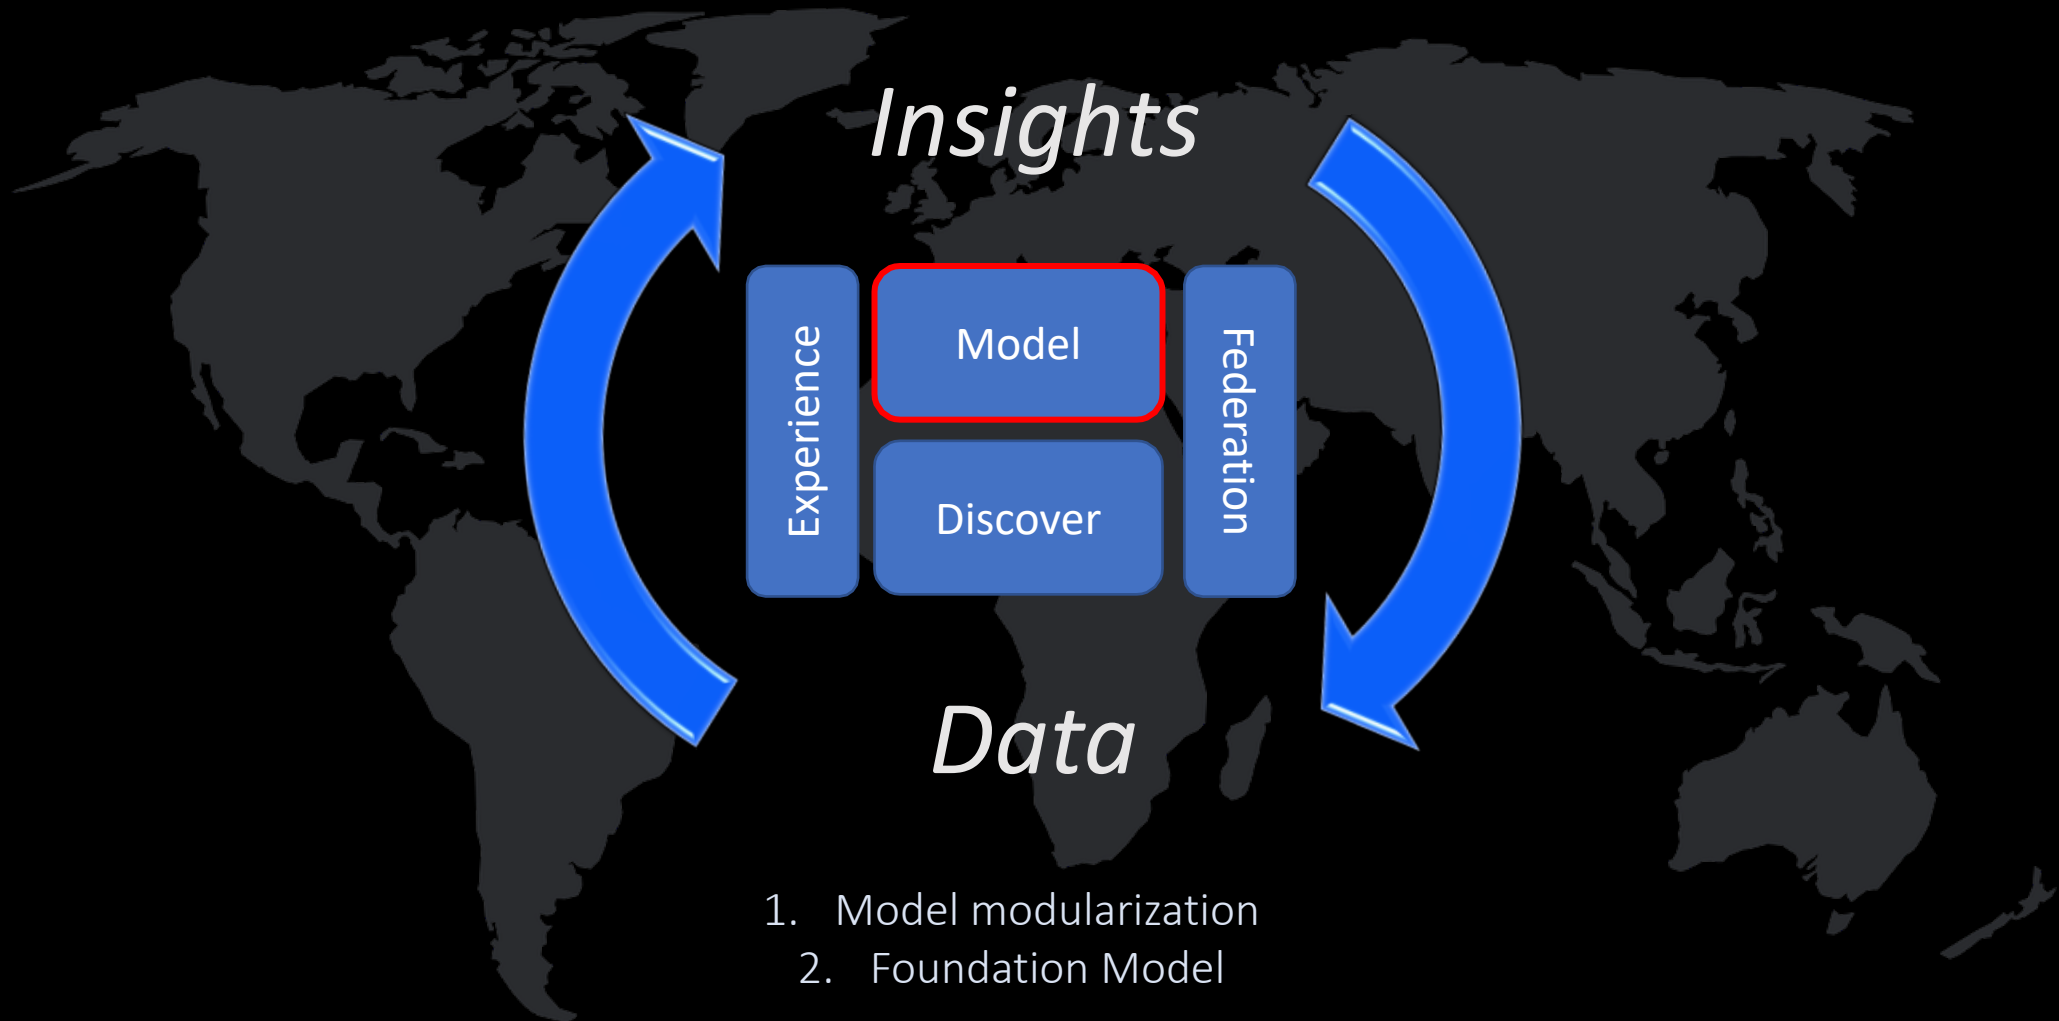 Insights
Experience
Model
Federation
Discover
Data
1. Model modularization
2. Foundation Model